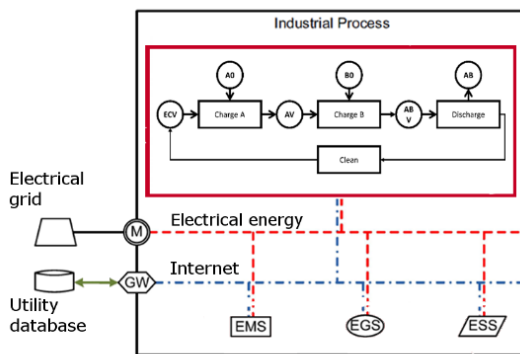 Industrial Process
A0
B0
AB
ECV
Charge A
AV
Charge B
AB
V
Discharge
Clean
Electrical
grid
M
Electrical energy
Internet
GW
Utility
database
EMS
EGS
ESS